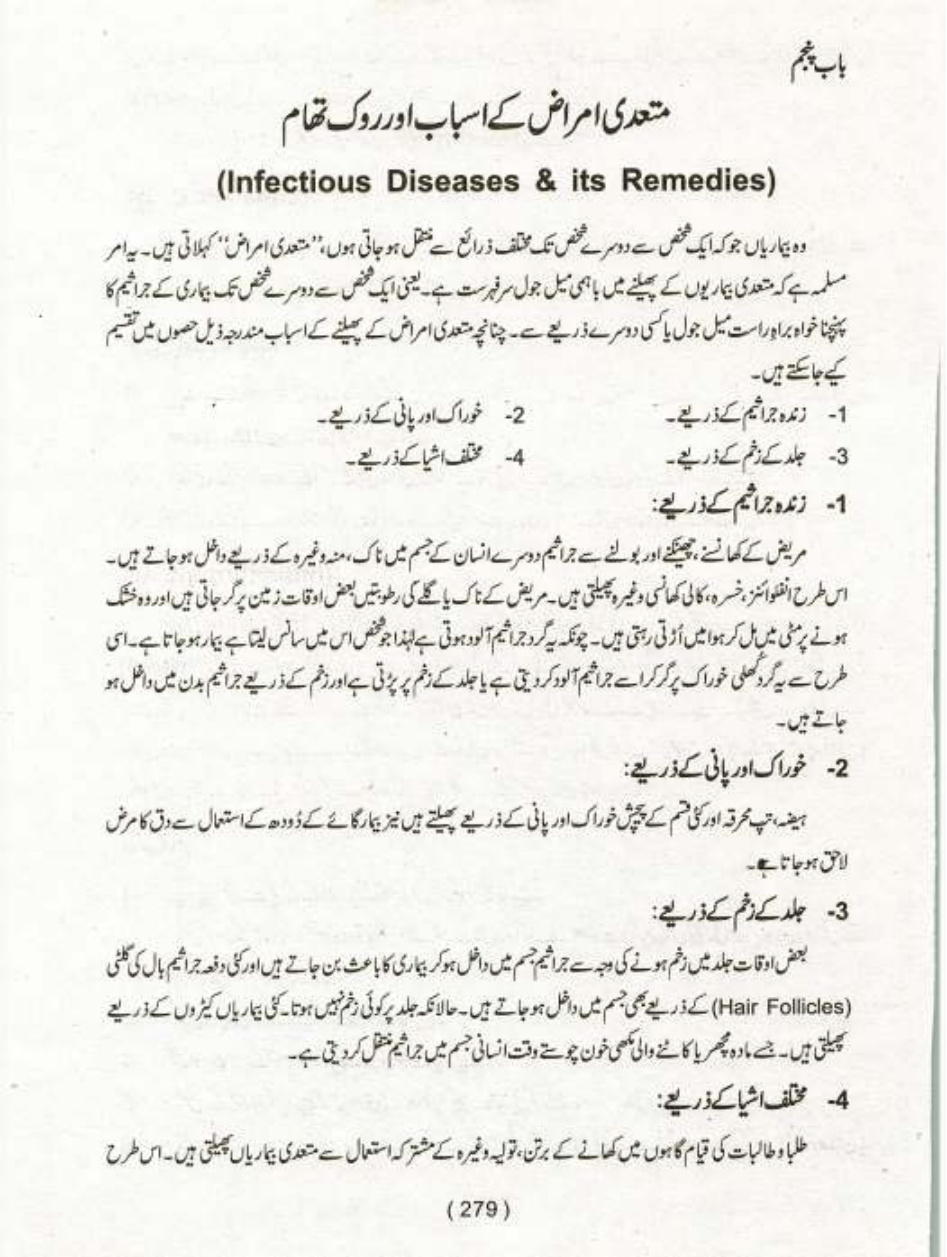 باب پنجم
متعدی امراض کے اسباب اور روک تھام
(Infectious Diseases & its Remedies)
وہ بیماریاں جو کہ ایک شخص سے دوسرے شخص تک مختلف ذرائع سے منتقل ہو جاتی ہوں، ''متعدی امراض'' کہلاتی ہیں۔ یہ امر
مسلمہ ہے کہ متعدی بیماریوں کے پھیلنے میں باہمی میل جول سرفہرست ہے۔ یعنی ایک شخص سے دوسرے شخص تک بیماری کے جراثیم کا
پہنچنا خواہ براہِ راست میل جول یا کسی دوسرے ذریعے سے۔ چنانچہ متعدی امراض کے پھیلنے کے اسباب مندرجہ ذیل حصوں میں تقسیم
کیے جا سکتے ہیں۔
1- زندہ جراثیم کے ذریعے۔ 2- خوراک اور پانی کے ذریعے۔
3- جلد کے زخم کے ذریعے۔ 4- مختلف اشیا کے ذریعے۔
1- زندہ جراثیم کے ذریعے:
مریض کے کھانسنے، چھینکنے اور بولنے سے جراثیم دوسرے انسان کے جسم میں ناک، منہ وغیرہ کے ذریعے داخل ہو جاتے ہیں۔
اس طرح انفلوائنز، خسرہ، کالی کھانسی وغیرہ پھیلتی ہیں۔ مریض کے ناک یا گلے کی رطوبتیں بعض اوقات زمین پر گر جاتی ہیں اور وہ خشک
ہونے پر مٹی میں مل کر ہوا میں اُڑتی رہتی ہیں۔ چونکہ یہ گرد جراثیم آلود ہوتی ہے لہٰذا جو شخص اس میں سانس لیتا ہے بیمار ہو جاتا ہے۔ اسی
طرح سے یہ گرد کُھلی خوراک پر گر کر اسے جراثیم آلود کر دیتی ہے یا جلد کے زخم پر پڑتی ہے اور زخم کے ذریعے جراثیم بدن میں داخل ہو
جاتے ہیں۔
2- خوراک اور پانی کے ذریعے:
ہیضہ، تپ محرقہ اور کئی قسم کے پیچش خوراک اور پانی کے ذریعے پھیلتے ہیں نیز بیمار گائے کے دُودھ کے استعمال سے دق کا مرض
لاحق ہو جاتا ہے۔
3- جلد کے زخم کے ذریعے:
بعض اوقات جلد میں زخم ہونے کی وجہ سے جراثیم جسم میں داخل ہو کر بیماری کا باعث بن جاتے ہیں اور کئی دفعہ جراثیم بال کی گلٹی
(Hair Follicles) کے ذریعے بھی جسم میں داخل ہو جاتے ہیں۔ حالانکہ جلد پر کوئی زخم نہیں ہوتا۔ کئی بیماریاں کیڑوں کے ذریعے
پھیلتی ہیں۔ جسے مادہ مچھر یا کاٹنے والی مکھی خون چوستے وقت انسانی جسم میں جراثیم منتقل کر دیتی ہے۔
4- مختلف اشیا کے ذریعے:
طلبا و طالبات کی قیام گاہوں میں کھانے کے برتن، تولیہ وغیرہ کے مشترکہ استعمال سے متعدی بیماریاں پھیلتی ہیں۔ اس طرح
(279)